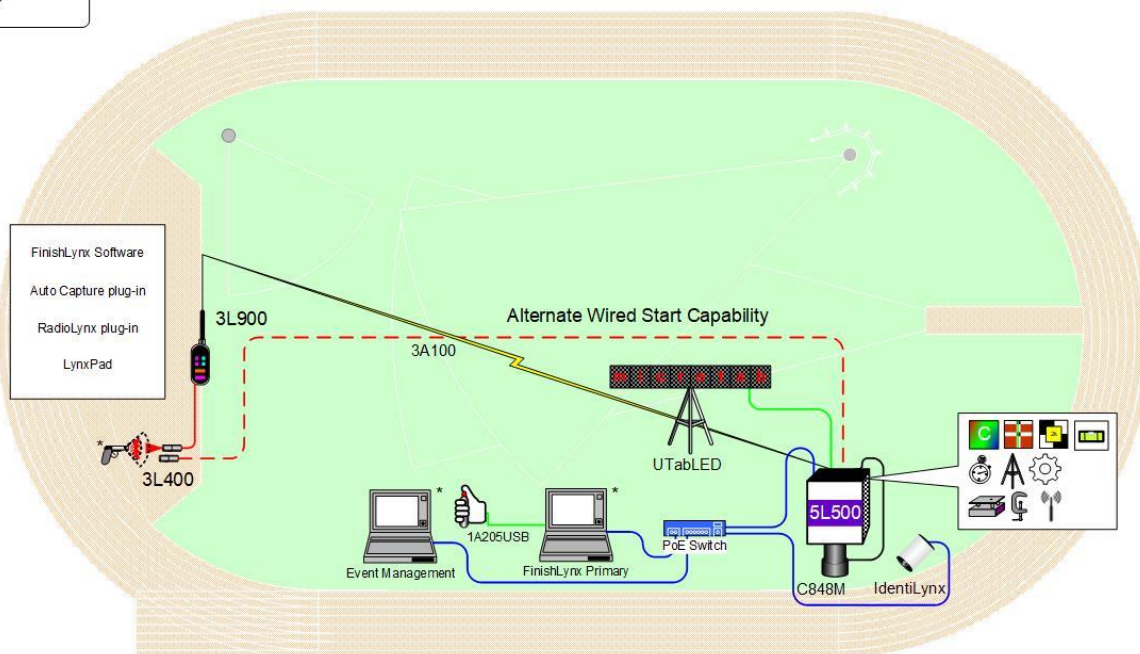 FinishLynx Software
Auto Capture plug-in
RadioLynx plug-in
LynxPad
3L900
Alternate Wired Start Capability
3A100
microtab
UTabLED
*
3L400
C
5L500
*
*
1A205USB
PoE Switch
Event Management
FinishLynx Primary
C848M
IdentiLynx